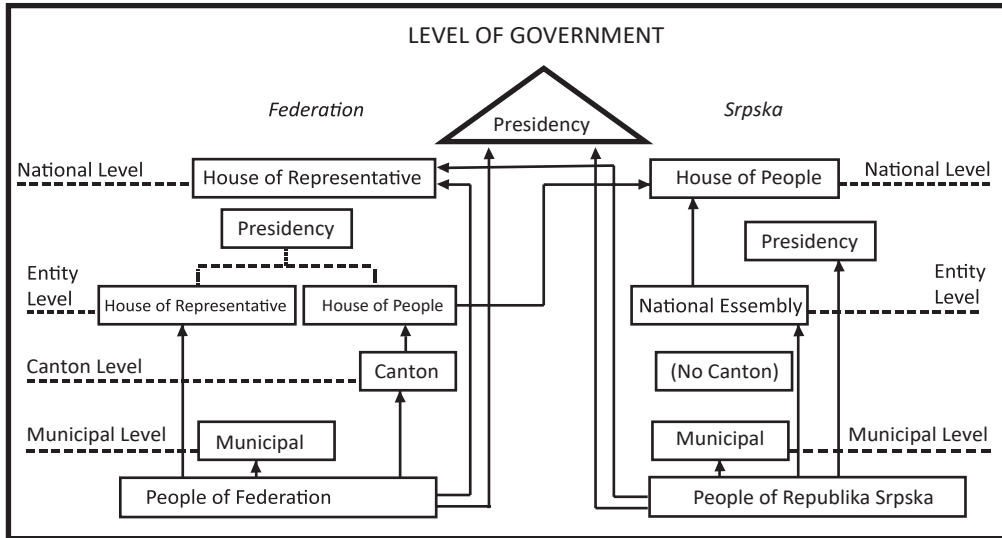 LEVEL OF GOVERNMENT
Federation
Srpska
Presidency
National Level
House of Representative
House of People
National Level
Presidency
Presidency
Entity
Level
House of Representative
House of People
National Essembly
Entity
Level
Canton Level
Canton
(No Canton)
Municipal Level
Municipal
Municipal
Municipal Level
People of Federation
People of Republika Srpska